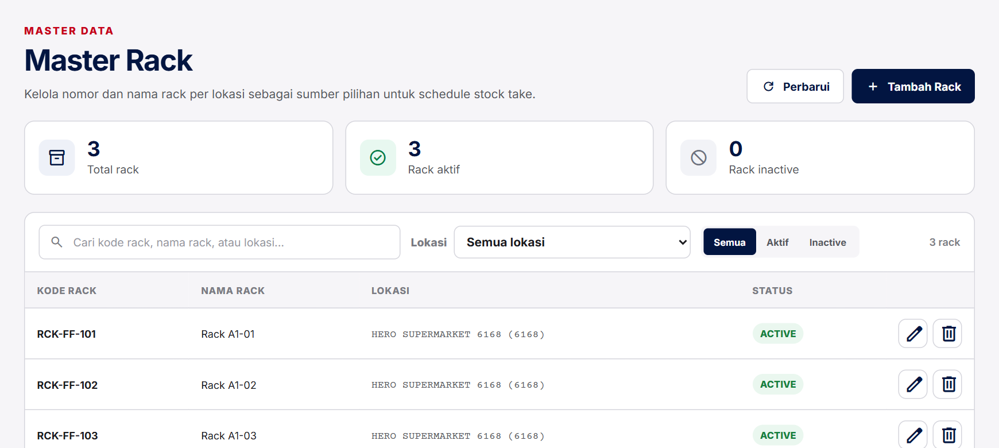 MASTER DATA
Master Rack
Kelola nomor dan nama rack per lokasi sebagai sumber pilihan untuk schedule stock take.
Perbarui
Tambah Rack
3
Total rack
3
Rack aktif
0
Rack inactive
Cari kode rack, nama rack, atau lokasi...
Lokasi
Semua lokasi
Semua Aktif Inactive
3 rack
KODE RACK NAMA RACK LOKASI STATUS
RCK-FF-101 Rack A1-01 HERO SUPERMARKET 6168 (6168) ACTIVE
RCK-FF-102 Rack A1-02 HERO SUPERMARKET 6168 (6168) ACTIVE
RCK-FF-103 Rack A1-03 HERO SUPERMARKET 6168 (6168) ACTIVE